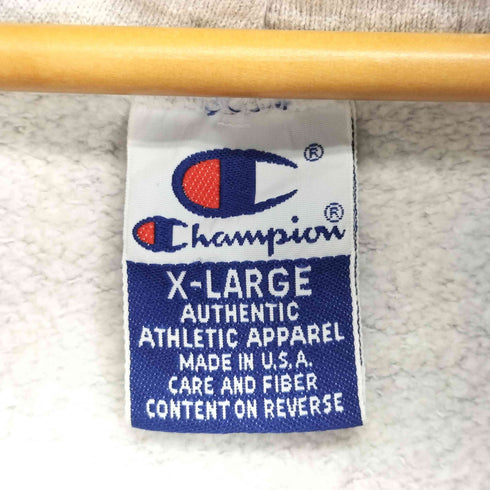 ®
Champion®
X-LARGE
AUTHENTIC
ATHLETIC APPAREL
MADE IN U.S.A.
CARE AND FIBER
CONTENT ON REVERSE